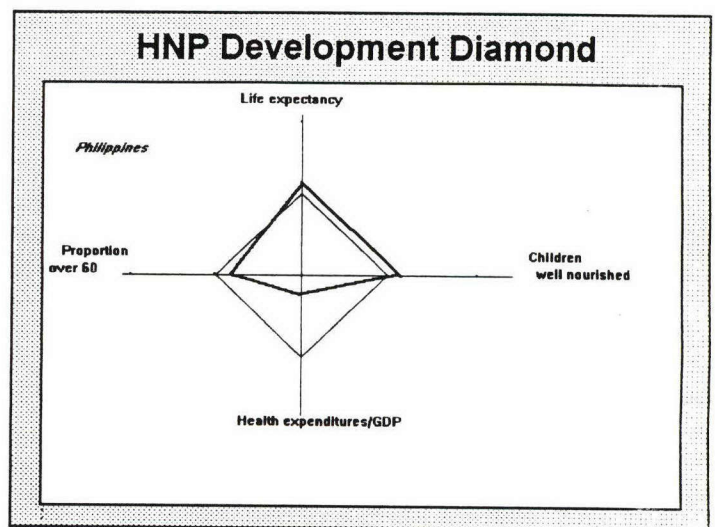 HNP Development Diamond
Life expectancy
Philippines
Proportion
over 60
Children
well nourished
Health expenditures/GDP